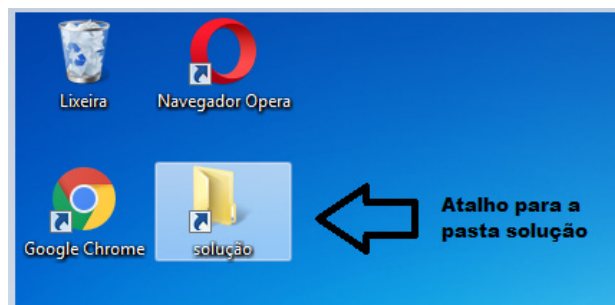 Lixeira
Navegador Opera
Google Chrome
solução
Atalho para a
pasta solução